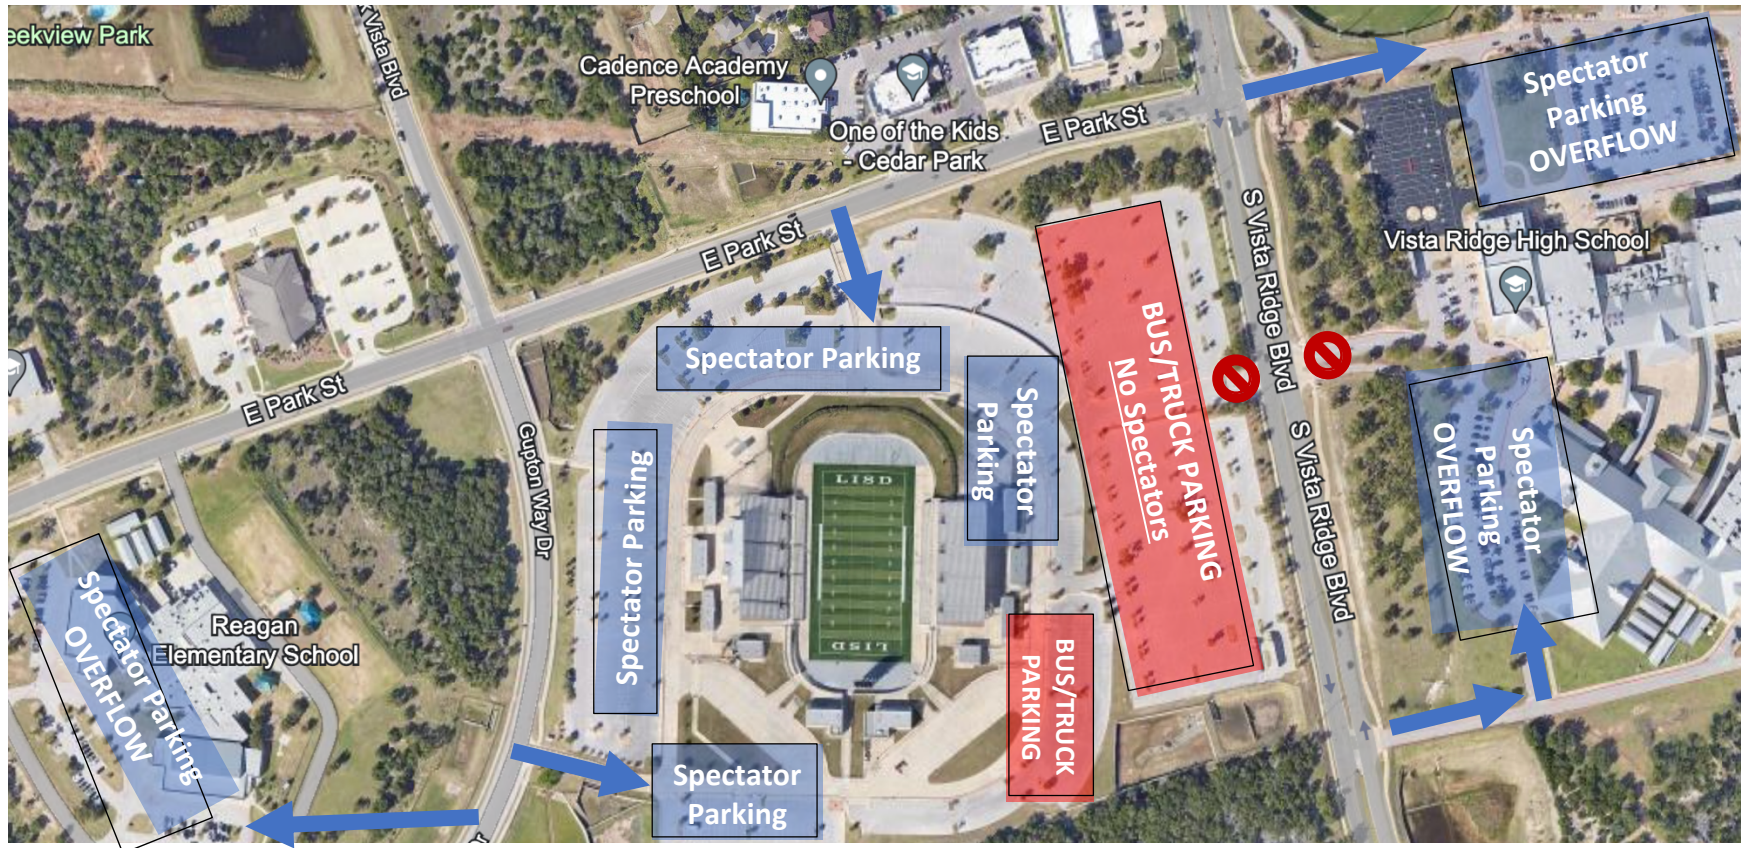 eekview Park
k Vista Blvd
Cadence Academy
Preschool
One of the Kids
- Cedar Park
E Park St
Spectator
Parking
OVERFLOW
S Vista Ridge Blvd
Vista Ridge High School
E Park St
BUS/TRUCK PARKING
No Spectators
Spectator Parking
Spectator
Parking
E Park St
Gupton Way Dr
Spectator Parking
LISD
LISD
S Vista Ridge Blvd
Spectator
Parking
OVERFLOW
Spectator Parking
OVERFLOW
Reagan
Elementary School
BUS/TRUCK
PARKING
Spectator
Parking